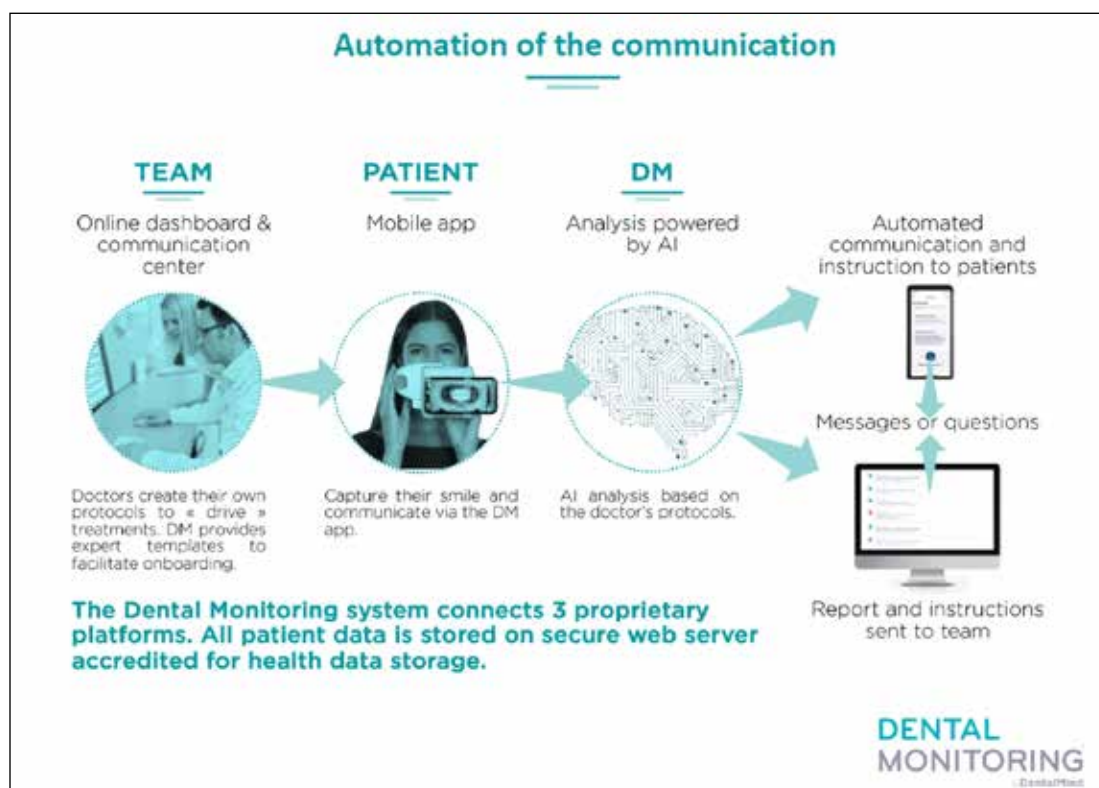 Automation of the communication
TEAM
Online dashboard &
communication
center
Doctors create their own
protocols to « drive »
treatments. DM provides
expert templates to
facilitate onboarding.
PATIENT
Mobile app
Capture their smile and
communicate via the DM
app.
DM
Analysis powered
by AI
AI analysis based on
the doctor's protocols.
Automated
communication and
instruction to patients
Messages or questions
Report and instructions
sent to team
The Dental Monitoring system connects 3 proprietary
platforms. All patient data is stored on secure web server
accredited for health data storage.
DENTAL
MONITORING
DentalMind